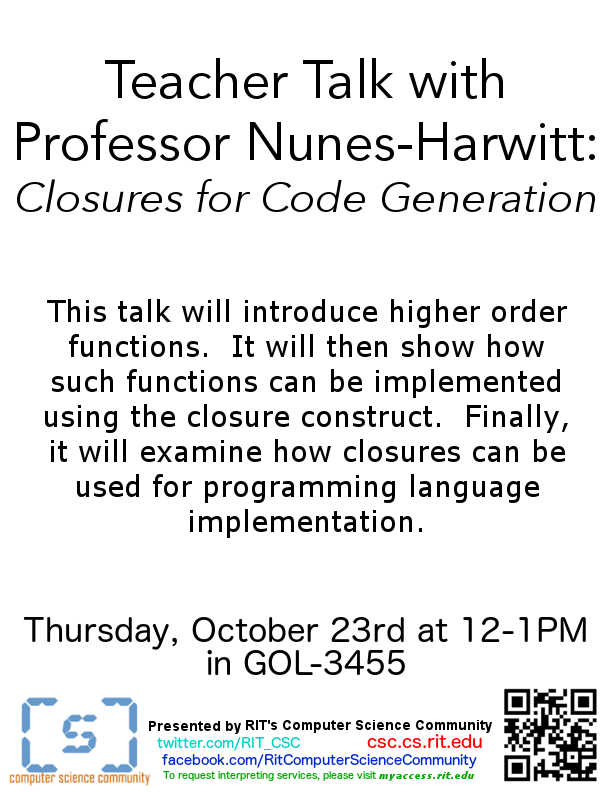 Teacher Talk with
Professor Nunes-Harwitt:
Closures for Code Generation
This talk will introduce higher order
functions.  It will then show how
such functions can be implemented
using the closure construct.  Finally,
it will examine how closures can be
used for programming language
implementation.
Thursday, October 23rd at 12-1PM
in GOL-3455
[s]
computer science community
Presented by RIT's Computer Science Community
twitter.com/RIT_CSC csc.cs.rit.edu
facebook.com/RitComputerScienceCommunity
To request interpreting services, please visit myaccess.rit.edu